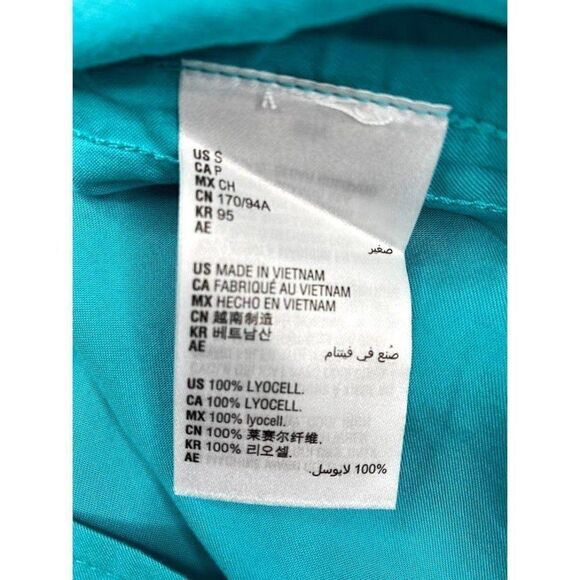 US S
CA P
MX CH
CN 170/94A
KR 95
AE صغير
US MADE IN VIETNAM
CA FABRIQUÉ AU VIETNAM
MX HECHO EN VIETNAM
CN 越南制造
KR 베트남산
AE صُنع في فيتنام
US 100% LYOCELL.
CA 100% LYOCELL.
MX 100% lyocell.
CN 100% 莱赛尔纤维.
KR 100% 리오셀.
AE 100% لايوسل.